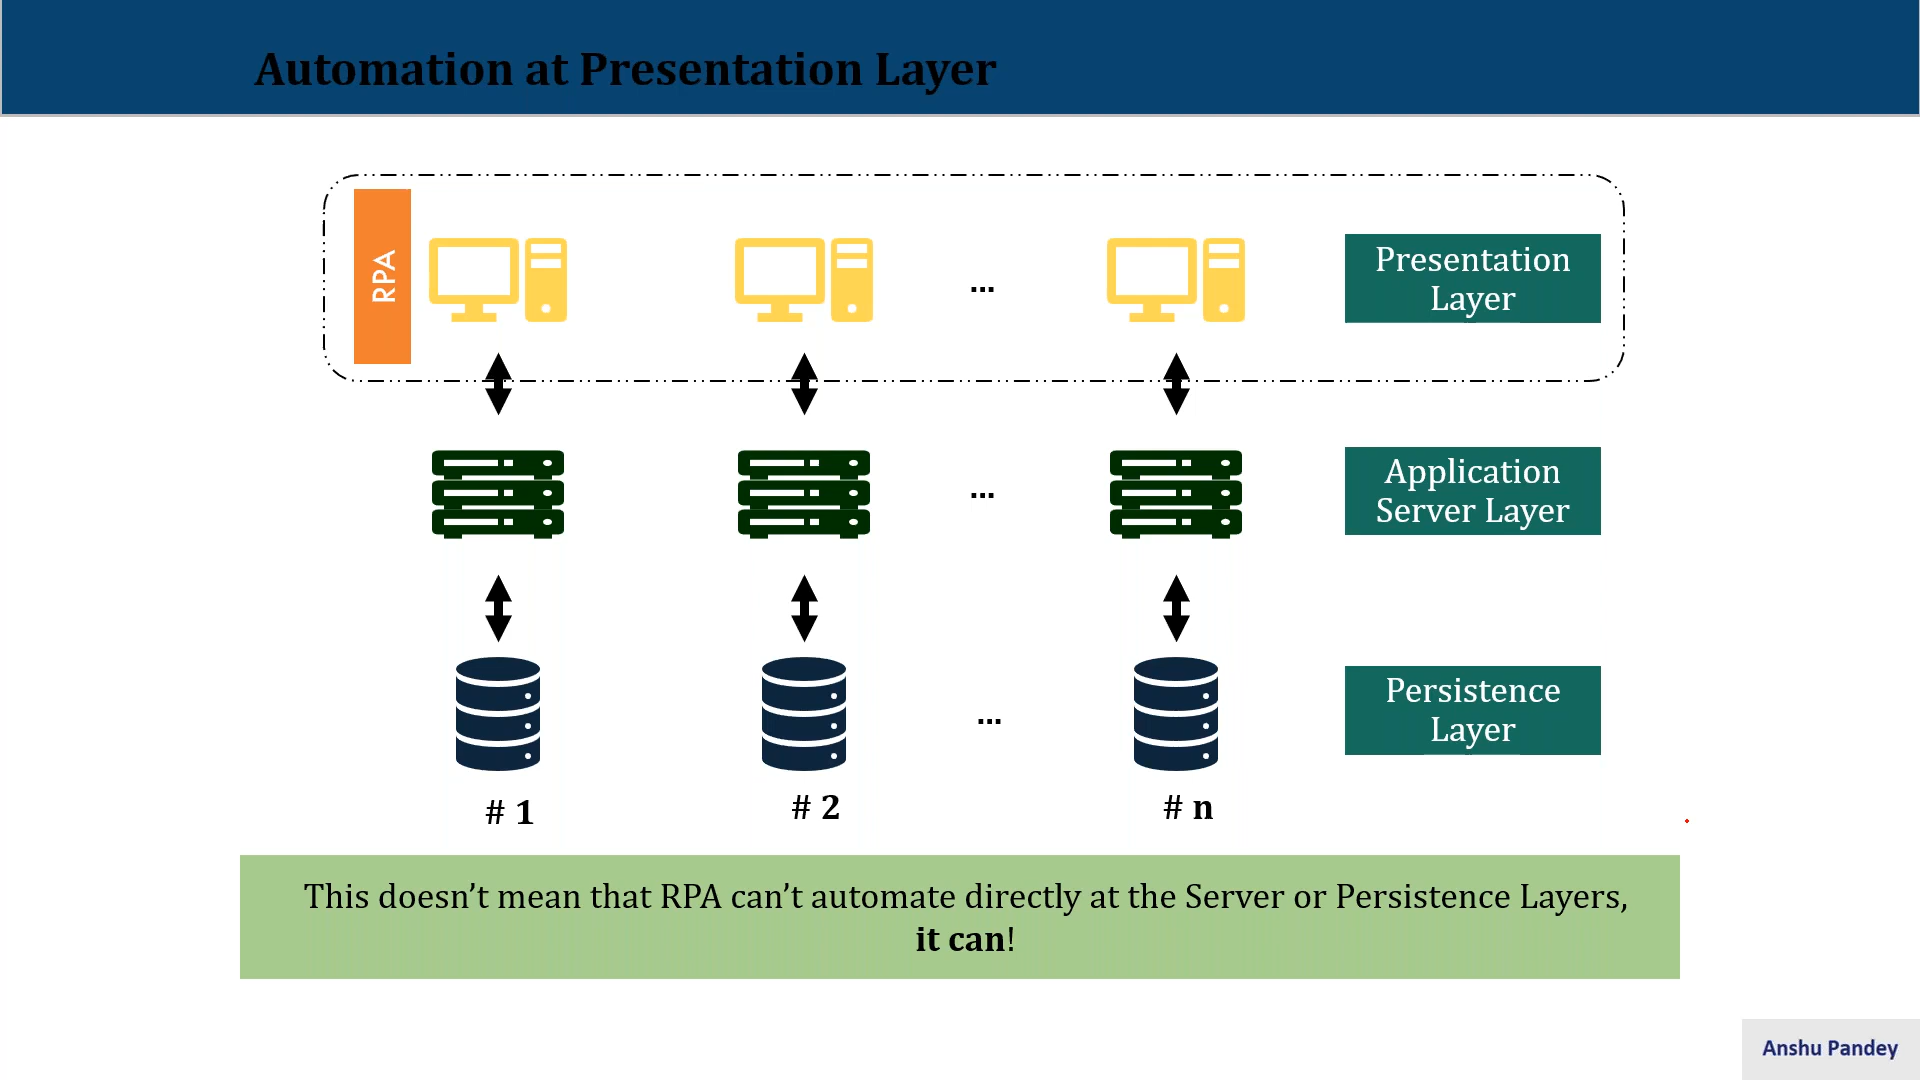 Automation at Presentation Layer
RPA
...
Presentation
Layer
...
Application
Server Layer
...
Persistence
Layer
# 1
# 2
# n
This doesn’t mean that RPA can’t automate directly at the Server or Persistence Layers,
it can!
Anshu Pandey